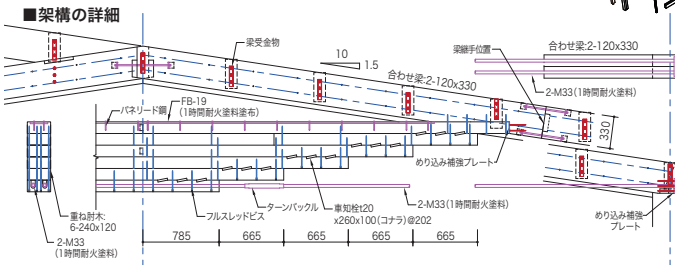 ■架構の詳細
梁受金物
10
1.5
梁継手位置
合わせ梁:2-120x330
合わせ梁:2-120x330
2-M33(1時間耐火塗料)
FB-19
(1時間耐火塗料塗布)
パネリード鋼
330
めり込み補強プレート
重ね肘木:
6-240x120
2-M33
(1時間耐火塗料)
フルスレッドビス
ターンバックル
車知栓t20
x260x100(コナラ)@202
2-M33(1時間耐火塗料)
めり込み補強
プレート
785
665
665
665
665